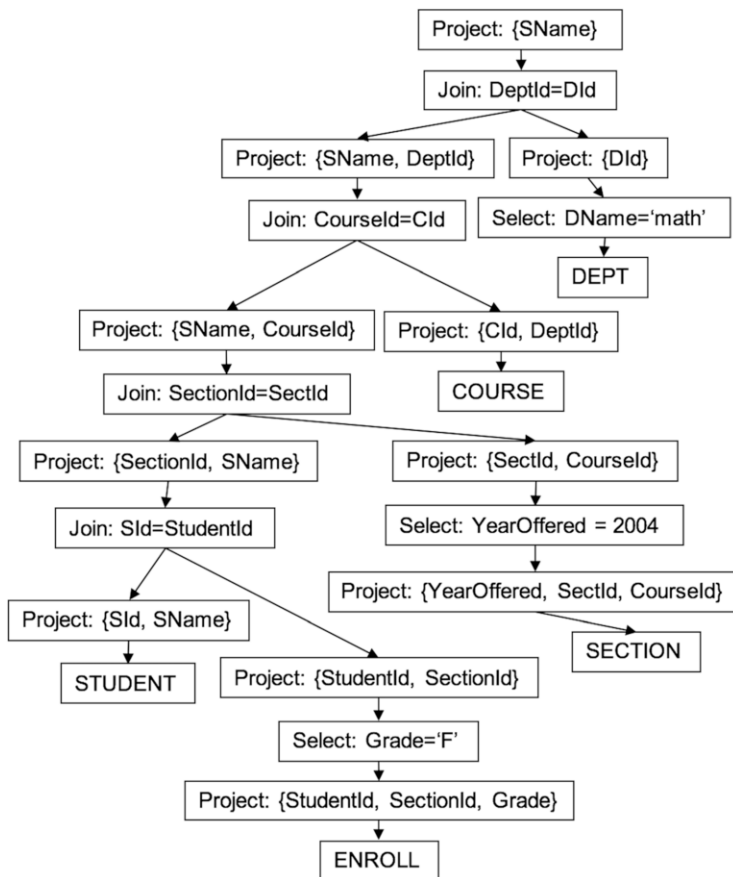 Project: {SName}
Join: DeptId=DId
Project: {SName, DeptId}
Project: {DId}
Join: CourseId=CId
Select: DName=‘math’
DEPT
Project: {SName, CourseId}
Project: {CId, DeptId}
Join: SectionId=SectId
COURSE
Project: {SectionId, SName}
Project: {SectId, CourseId}
Join: SId=StudentId
Select: YearOffered = 2004
Project: {YearOffered, SectId, CourseId}
Project: {SId, SName}
SECTION
STUDENT
Project: {StudentId, SectionId}
Select: Grade=‘F’
Project: {StudentId, SectionId, Grade}
ENROLL